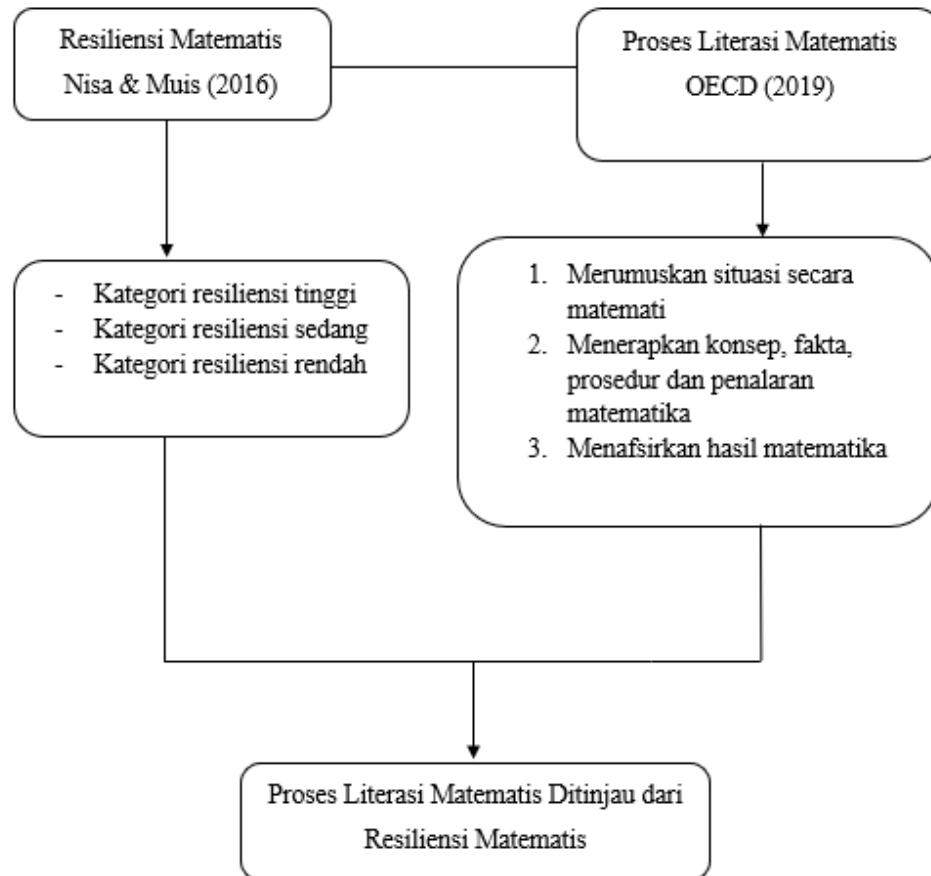 Resiliensi Matematis
Nisa & Muis (2016)
Proses Literasi Matematis
OECD (2019)
- Kategori resiliensi tinggi
- Kategori resiliensi sedang
- Kategori resiliensi rendah
1. Merumuskan situasi secara
matemati
2. Menerapkan konsep, fakta,
prosedur dan penalaran
matematika
3. Menafsirkan hasil matematika
Proses Literasi Matematis Ditinjau dari
Resiliensi Matematis